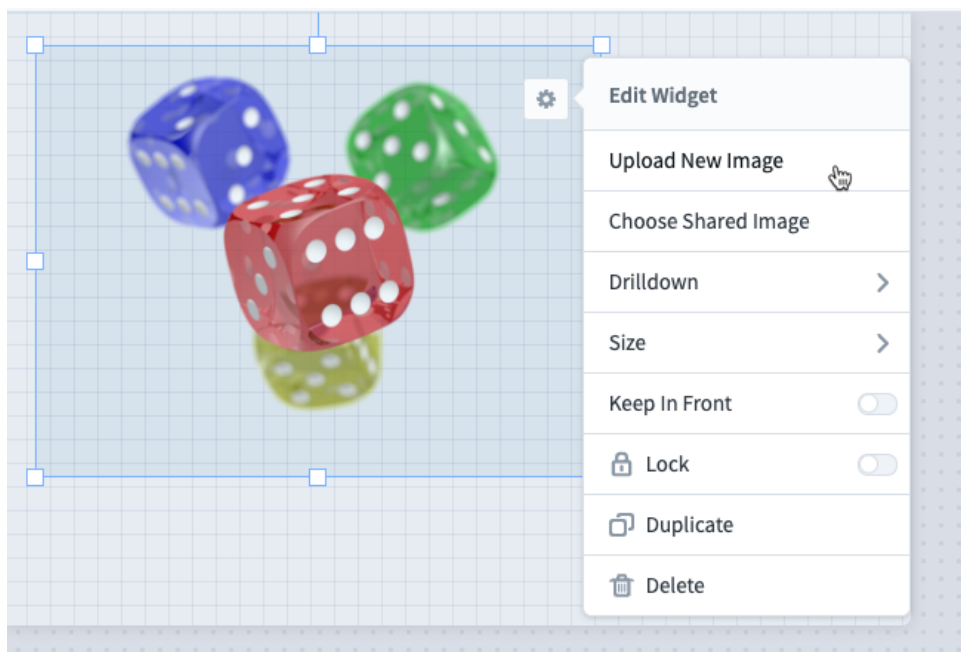 Edit Widget
Upload New Image
Choose Shared Image
Drilldown
Size
Keep In Front
Lock
Duplicate
Delete